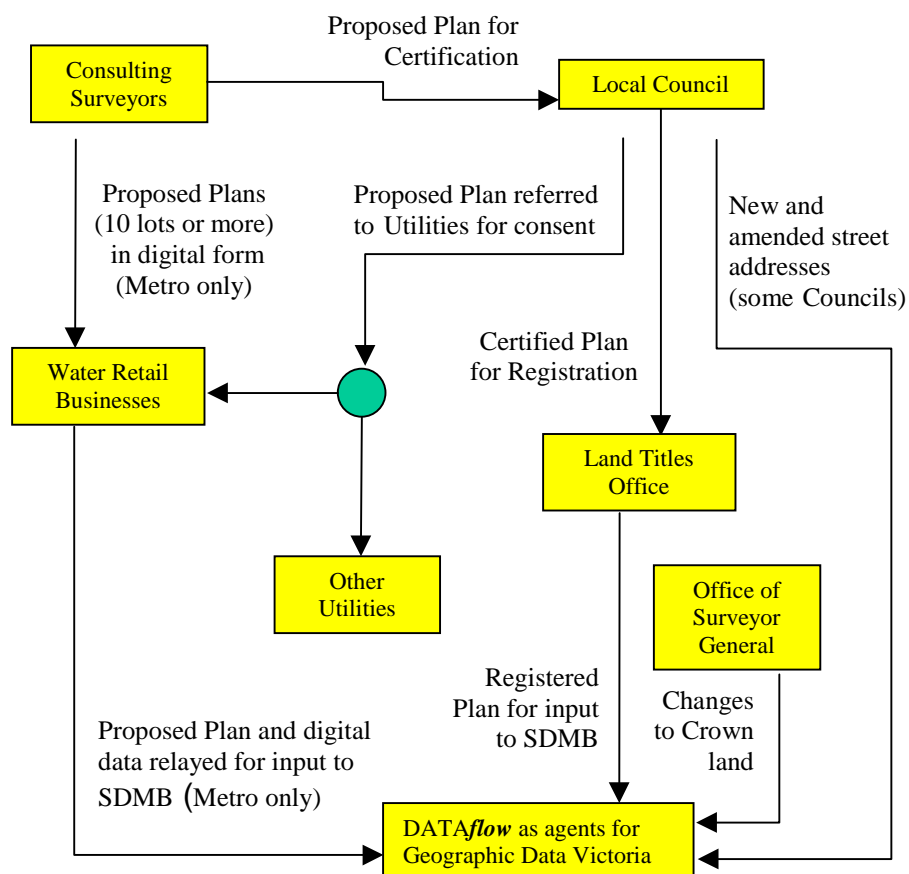 Proposed Plan for
Certification
Consulting
Surveyors
Local Council
Proposed Plans
(10 lots or more)
in digital form
(Metro only)
Proposed Plan referred
to Utilities for consent
New and
amended street
addresses
(some Councils)
Water Retail
Businesses
Certified Plan
for Registration
Land Titles
Office
Other
Utilities
Office of
Surveyor
General
Registered
Plan for input
to SDMB
Changes
to Crown
land
Proposed Plan and digital
data relayed for input to
SDMB (Metro only)
DATAflow as agents for
Geographic Data Victoria